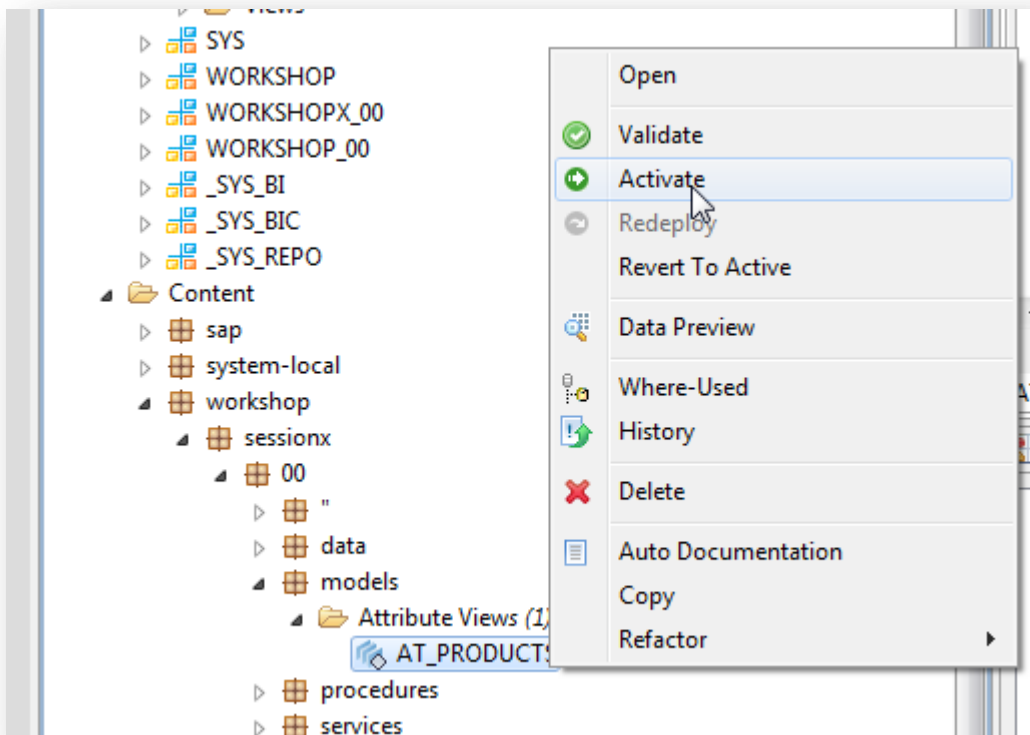 Views
SYS
WORKSHOP
WORKSHOPX_00
WORKSHOP_00
_SYS_BI
_SYS_BIC
_SYS_REPO
Content
sap
system-local
workshop
sessionx
00
"
data
models
Attribute Views (1)
AT_PRODUCTS
procedures
services
Open
Validate
Activate
Redeploy
Revert To Active
Data Preview
Where-Used
History
Delete
Auto Documentation
Copy
Refactor